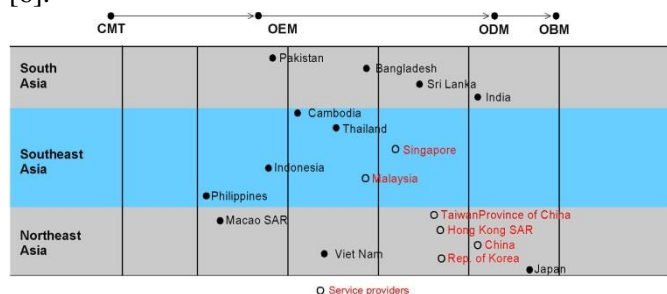 [6].
CMT OEM ODM OBM
South
Asia
Pakistan
Bangladesh
Sri Lanka
India
Southeast
Asia
Cambodia
Thailand
Singapore
Indonesia
Malaysia
Philippines
Northeast
Asia
Macao SAR
TaiwanProvince of China
Hong Kong SAR
China
Viet Nam
Rep. of Korea
Japan
Service providers